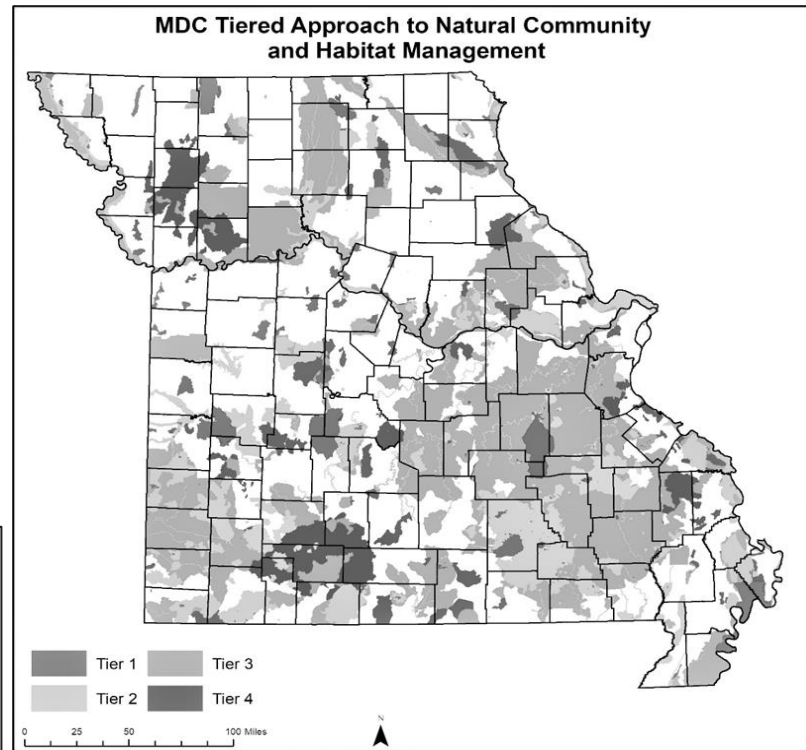 MDC Tiered Approach to Natural Community
and Habitat Management
Tier 1 Tier 3
Tier 2 Tier 4
0 25 50 100 Miles
N